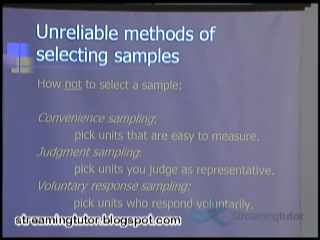 Unreliable methods of
selecting samples
How not to select a sample:
Convenience sampling:
pick units that are easy to measure.
Judgment sampling:
pick units you judge as representative.
Voluntary response sampling:
pick units who respond voluntarily.
Streamingtutor
streamingtutor.blogspot.com